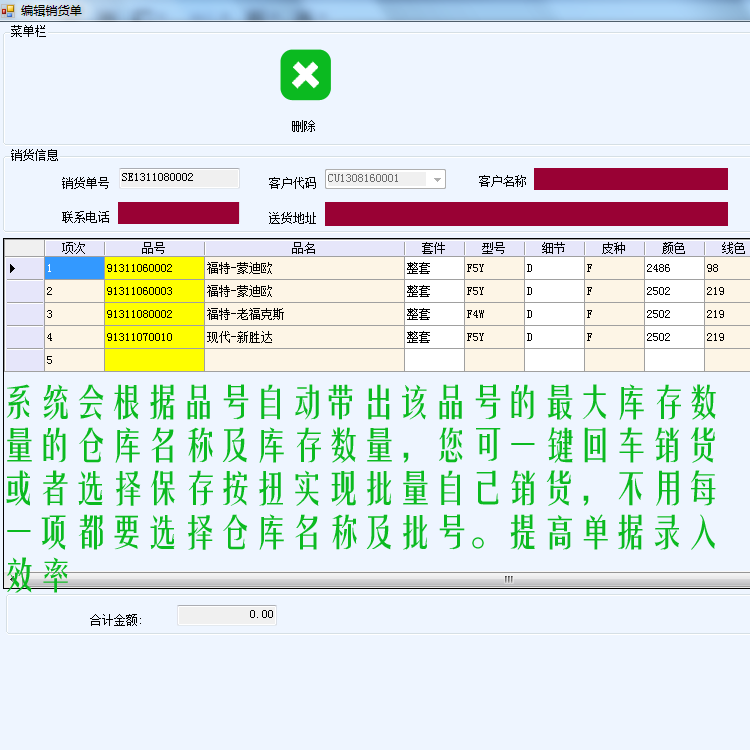 编辑销货单
菜单栏
删除
销货信息
销货单号 SE1311080002 客户代码 CU1308160001 客户名称
联系电话 送货地址
项次 品号 品名 套件 型号 细节 皮种 颜色 线色
1 91311060002 福特-蒙迪欧 整套 F5Y D F 2486 98
2 91311060003 福特-蒙迪欧 整套 F5Y D F 2502 219
3 91311080002 福特-老福克斯 整套 F4W D F 2502 219
4 91311070010 现代-新胜达 整套 F5Y D F 2502 219
5
系统会根据品号自动带出该品号的最大库存数
量的仓库名称及库存数量，您可一键回车销货
或者选择保存按扭实现批量自己销货，不用每
一项都要选择仓库名称及批号。提高单据录入
效率
合计金额: 0.00